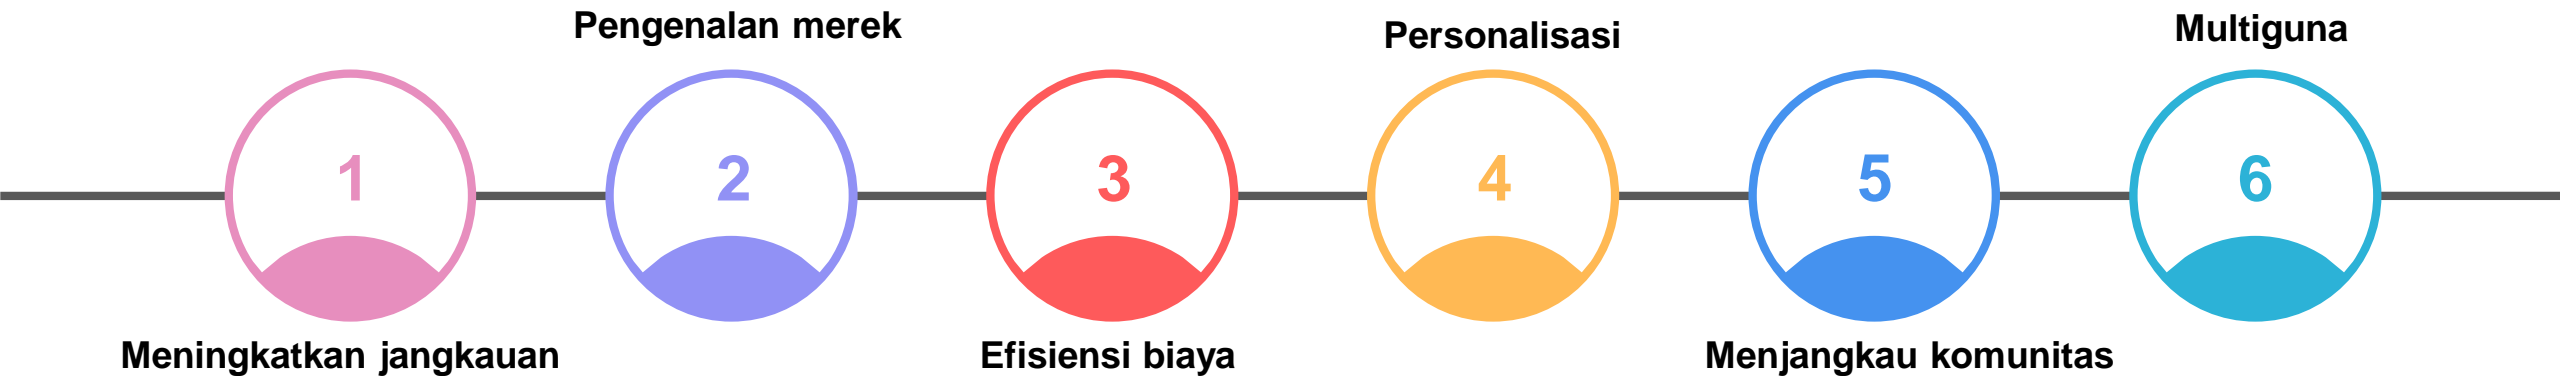 1
Meningkatkan jangkauan
Pengenalan merek
2
3
Efisiensi biaya
Personalisasi
4
5
Menjangkau komunitas
Multiguna
6